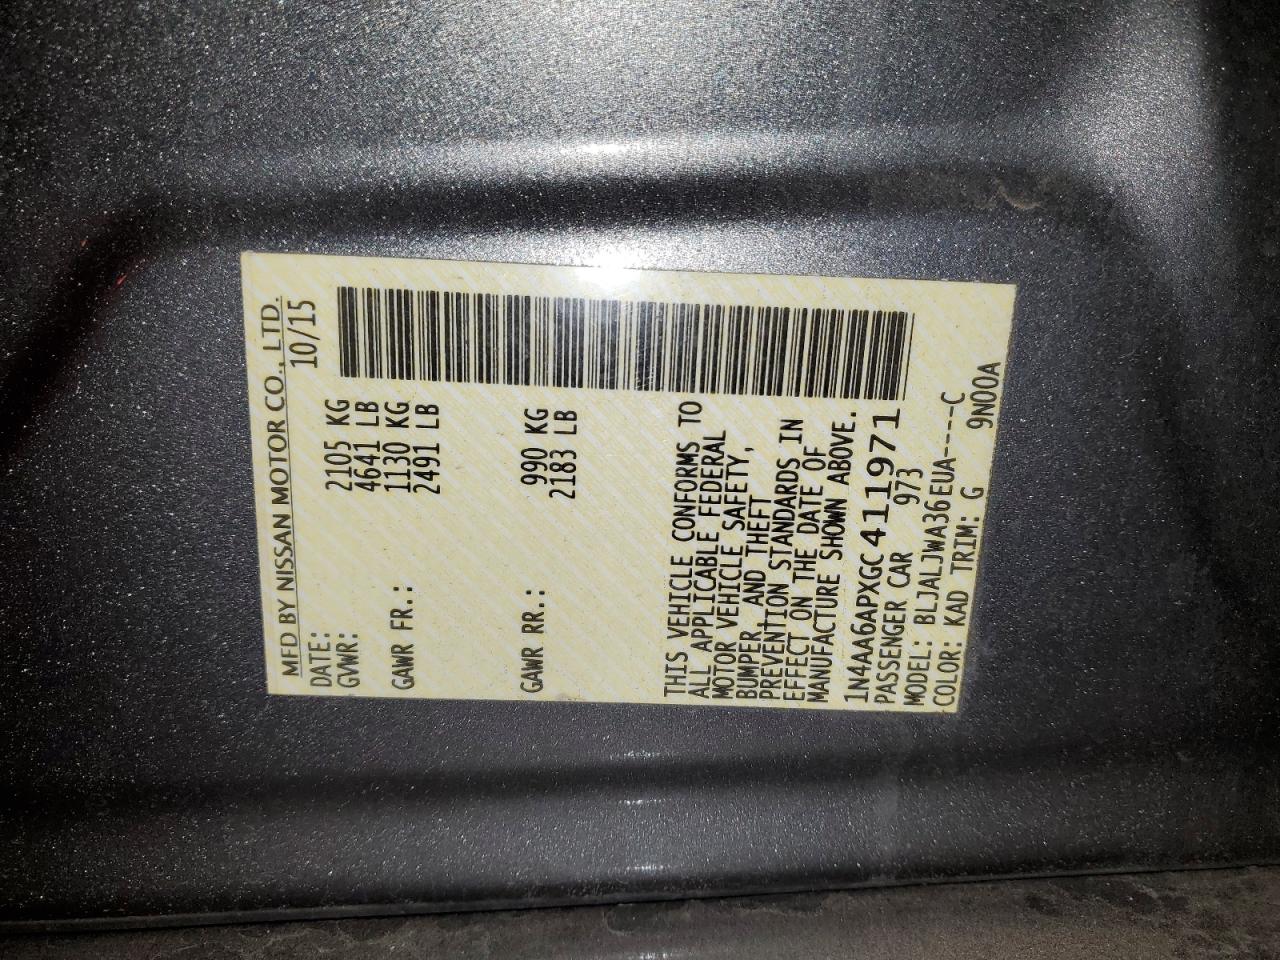 MFD BY NISSAN MOTOR CO., LTD.
DATE: 10/15
GVWR: 2105 KG
4641 LB
GAWR FR.: 1130 KG
2491 LB
GAWR RR.: 990 KG
2183 LB
THIS VEHICLE CONFORMS TO
ALL APPLICABLE FEDERAL
MOTOR VEHICLE SAFETY,
BUMPER, AND THEFT
PREVENTION STANDARDS IN
EFFECT ON THE DATE OF
MANUFACTURE SHOWN ABOVE.
1N4AA6APXGC411971
PASSENGER CAR 973
MODEL: BLJALJWA36EUA----C
COLOR: KAD TRIM: G 9N00A